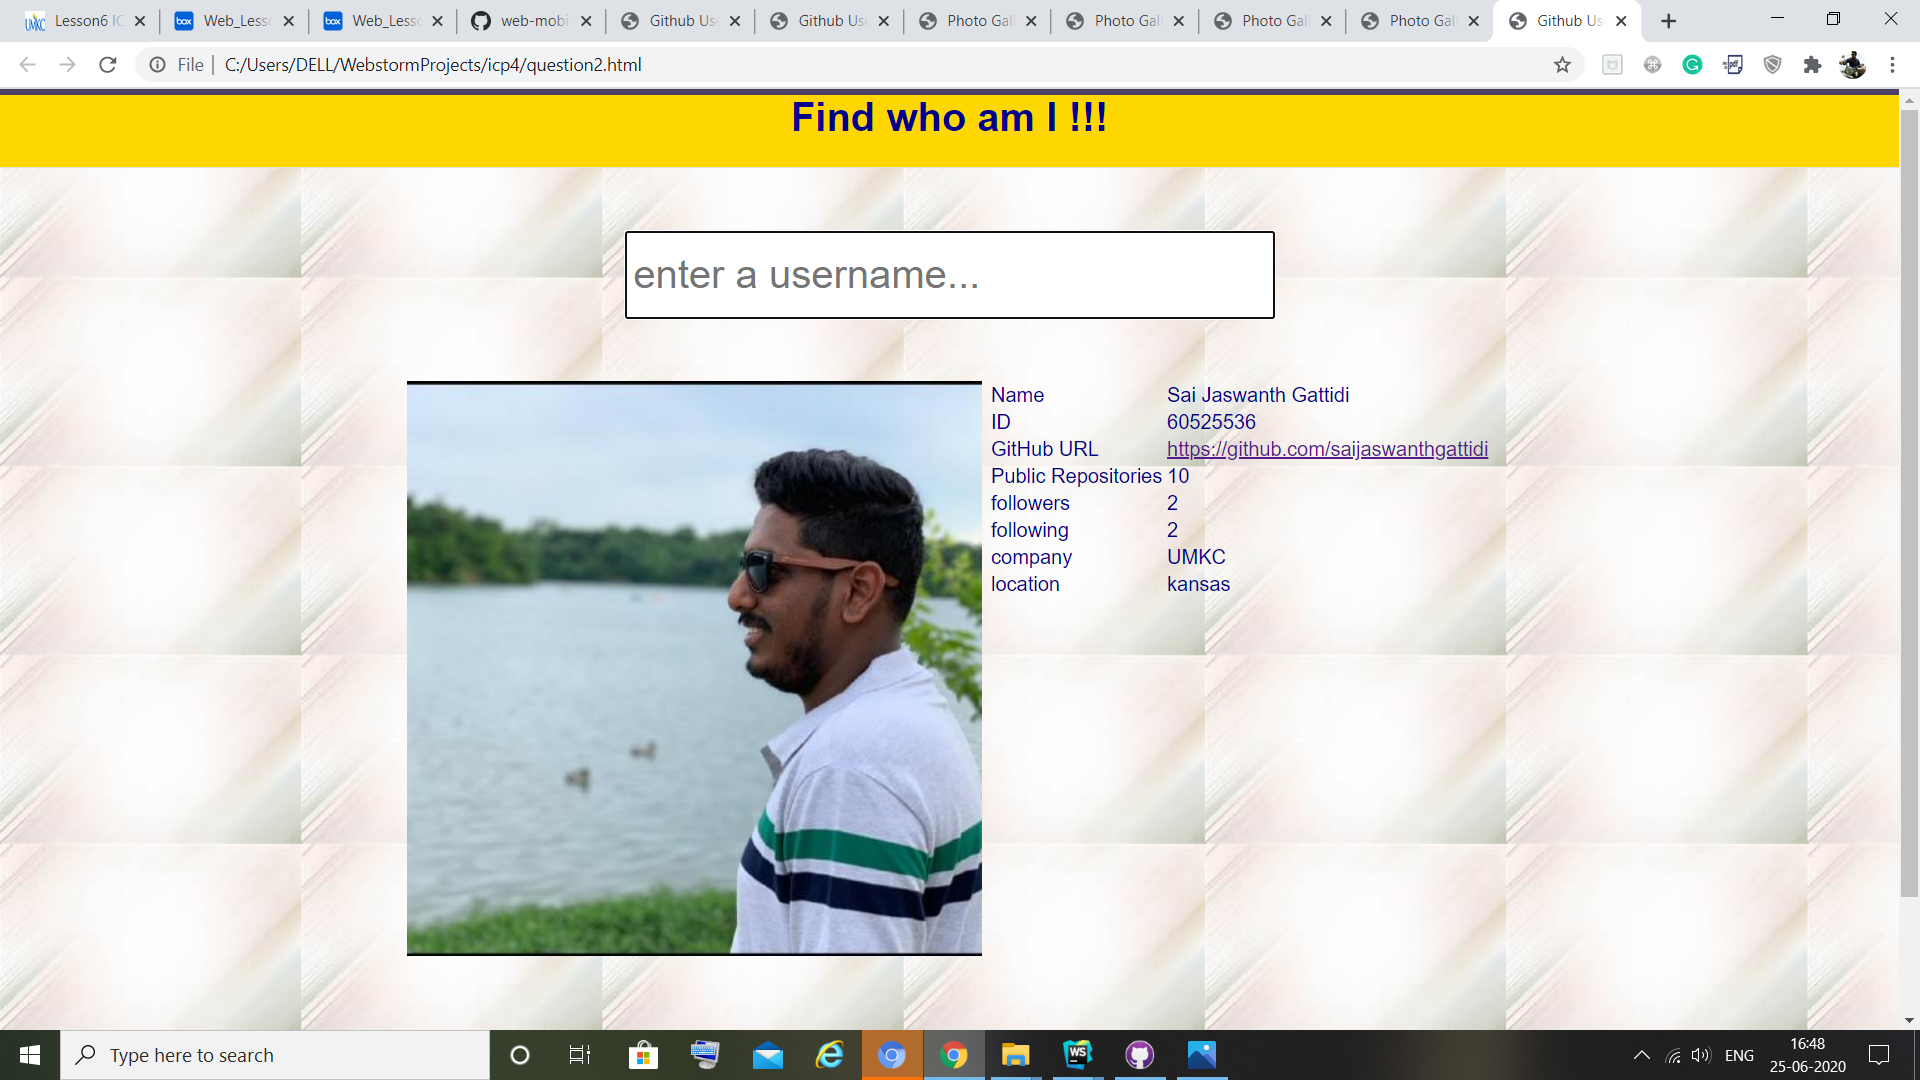 Lesson6 IC
Web_Less
Web_Less
web-mobi
Github Us
Github Us
Photo Gal
Photo Gal
Photo Gal
Photo Gal
Github Us
File
C:/Users/DELL/WebstormProjects/icp4/question2.html
Find who am I !!!
enter a username...
Name Sai Jaswanth Gattidi
ID 60525536
GitHub URL https://github.com/saijaswanthgattidi
Public Repositories 10
followers 2
following 2
company UMKC
location kansas
Type here to search
ENG
16:48
25-06-2020